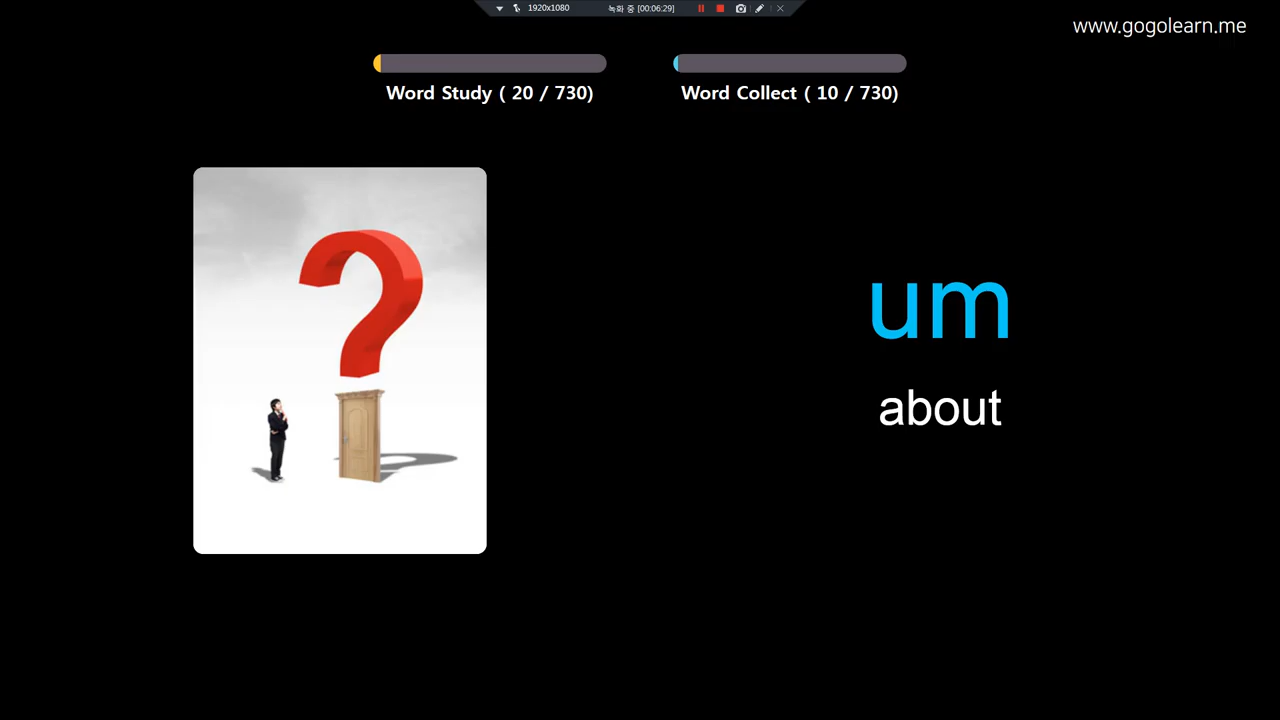 1920x1080 녹화 중 [00:06:29]
www.gogolearn.me
Word Study ( 20 / 730) Word Collect ( 10 / 730)
?
um
about